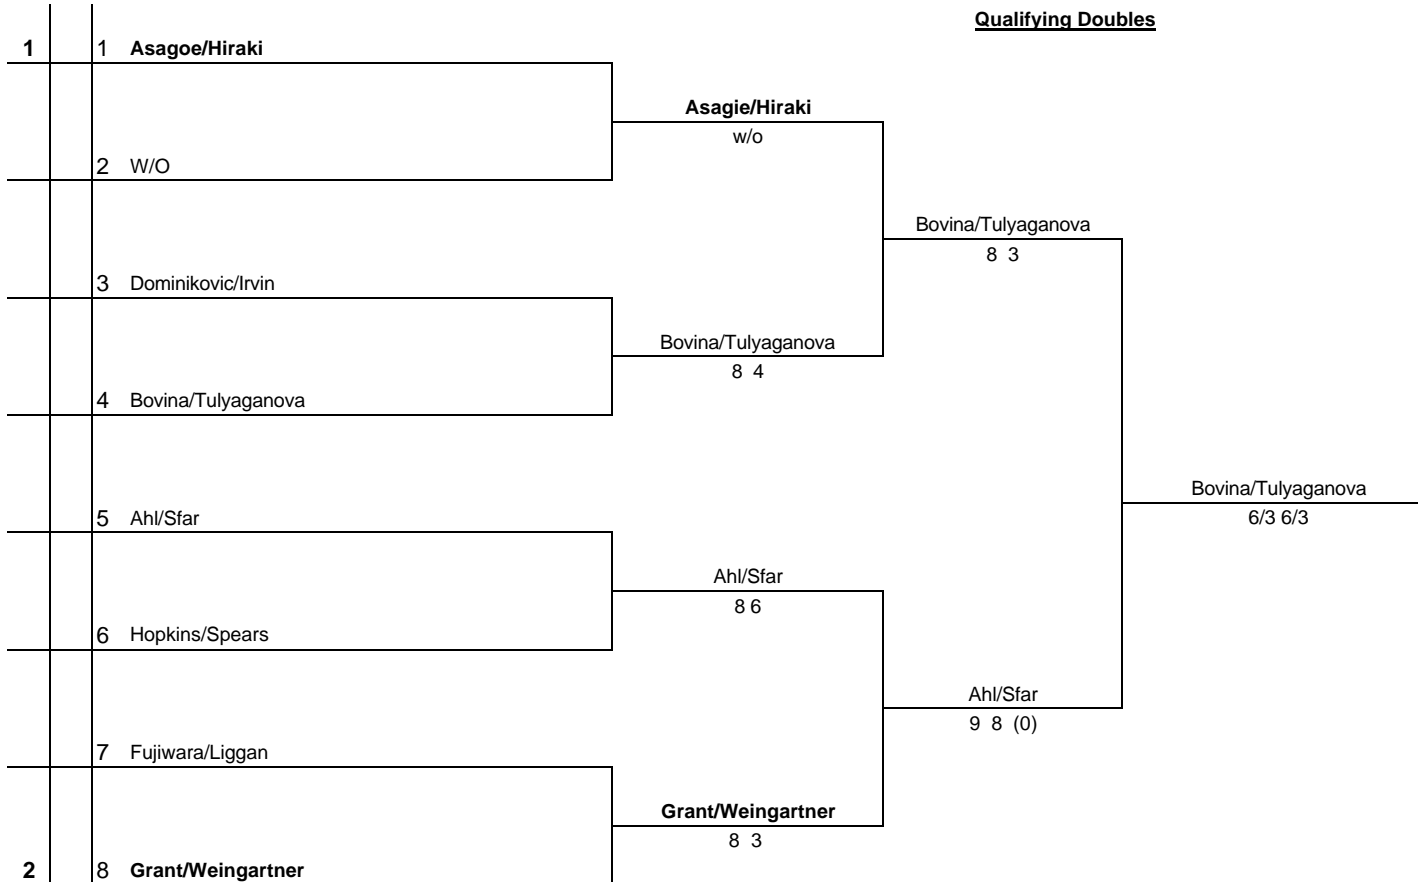 Qualifying Doubles
1 1 Asagoe/Hiraki
Asagie/Hiraki
w/o
2 W/O
Bovina/Tulyaganova
8 3
3 Dominikovic/Irvin
Bovina/Tulyaganova
8 4
4 Bovina/Tulyaganova
Bovina/Tulyaganova
6/3 6/3
5 Ahl/Sfar
Ahl/Sfar
8 6
6 Hopkins/Spears
Ahl/Sfar
9 8 (0)
7 Fujiwara/Liggan
Grant/Weingartner
8 3
2 8 Grant/Weingartner